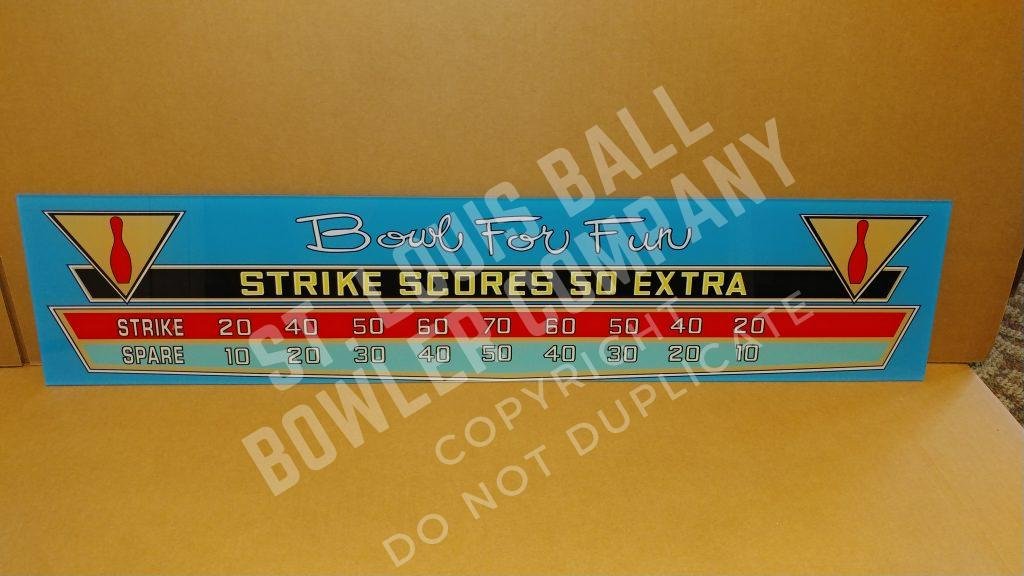 Bowl For Fun
STRIKE SCORES 50 EXTRA
STRIKE 20 40 50 60 70 60 50 40 20
SPARE 10 20 30 40 50 40 30 20 10
ST. LOUIS BALL
BOWLER COMPANY
COPYRIGHT
DO NOT DUPLICATE